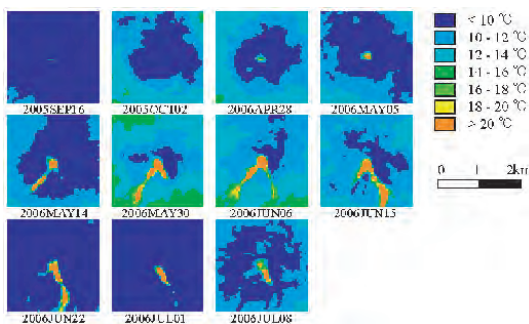 2005SEP16
2005OCT02
2006APR28
2006MAY05
2006MAY14
2006MAY30
2006JUN06
2006JUN15
2006JUN22
2006JUL01
2006JUL08
< 10 °C
10 - 12 °C
12 - 14 °C
14 - 16 °C
16 - 18 °C
18 - 20 °C
> 20 °C
0 1 2km